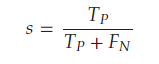 s = T_P / (T_P + F_N)